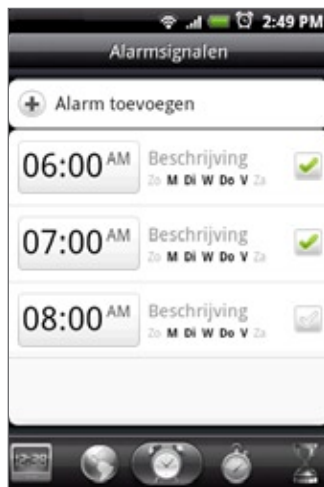 2:49 PM
Alarmsignalen
Alarm toevoegen
06:00 AM Beschrijving
Zo M Di W Do V Za
07:00 AM Beschrijving
Zo M Di W Do V Za
08:00 AM Beschrijving
Zo M Di W Do V Za